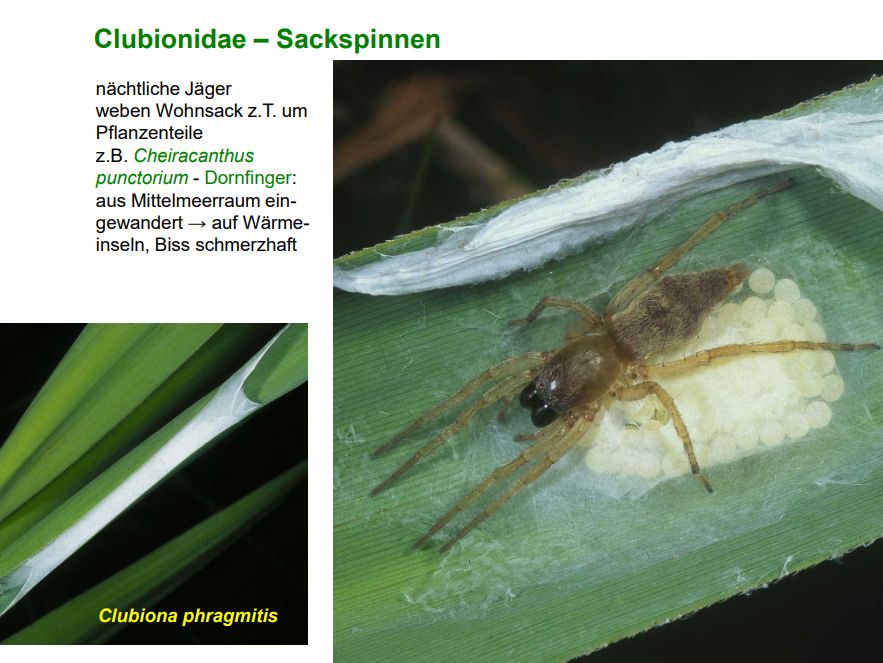 Clubionidae – Sackspinnen
nächtliche Jäger
weben Wohnsack z.T. um
Pflanzenteile
z.B. Cheiracanthus
punctorium - Dornfinger:
aus Mittelmeerraum ein-
gewandert → auf Wärme-
inseln, Biss schmerzhaft
Clubiona phragmitis